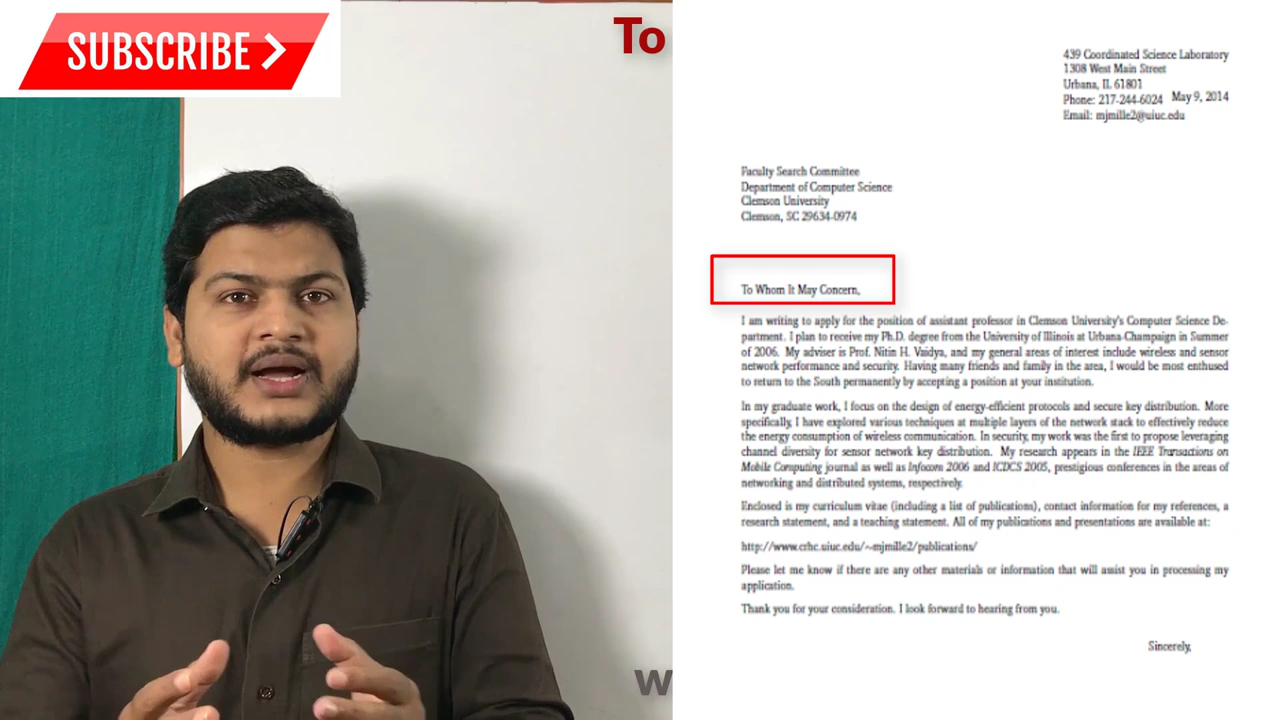 SUBSCRIBE
To
439 Coordinated Science Laboratory
1308 West Main Street
Urbana, IL 61801
Phone: 217-244-6024 May 9, 2014
Email: mjmille2@uiuc.edu
Faculty Search Committee
Department of Computer Science
Clemson University
Clemson, SC 29634-0974
To Whom It May Concern,
I am writing to apply for the position of assistant professor in Clemson University's Computer Science De-
partment. I plan to receive my Ph.D. degree from the University of Illinois at Urbana-Champaign in Summer
of 2006. My adviser is Prof. Nitin H. Vaidya, and my general areas of interest include wireless and sensor
network performance and security. Having many friends and family in the area, I would be most enthused
to return to the South permanently by accepting a position at your institution.
In my graduate work, I focus on the design of energy-efficient protocols and secure key distribution. More
specifically, I have explored various techniques at multiple layers of the network stack to effectively reduce
the energy consumption of wireless communication. In security, my work was the first to propose leveraging
channel diversity for sensor network key distribution. My research appears in the IEEE Transactions on
Mobile Computing journal as well as Infocom 2006 and ICDCS 2005, prestigious conferences in the areas of
networking and distributed systems, respectively.
Enclosed is my curriculum vitae (including a list of publications), contact information for my references, a
research statement, and a teaching statement. All of my publications and presentations are available at:
http://www.crhc.uiuc.edu/~mjmille2/publications/
Please let me know if there are any other materials or information that will assist you in processing my
application.
Thank you for your consideration. I look forward to hearing from you.
Sincerely,
w